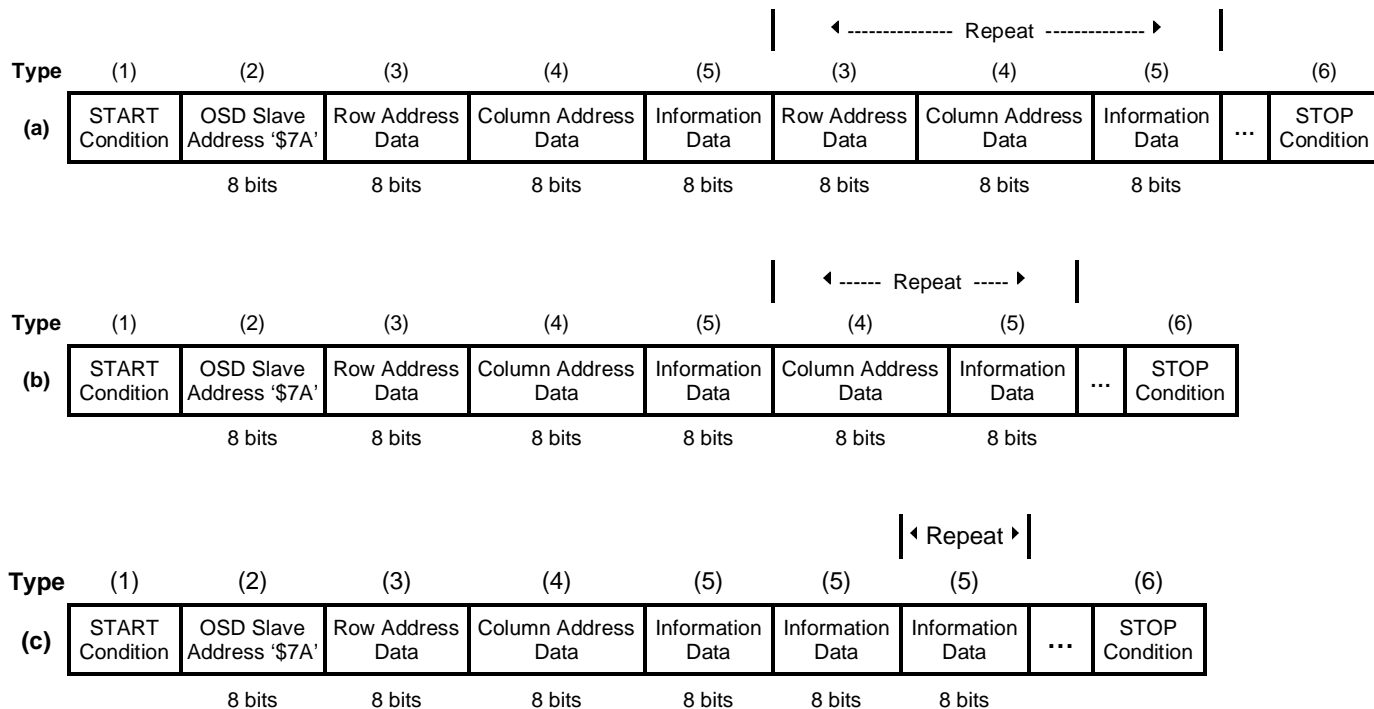 ◄ --------------- Repeat -------------- ►
Type (1) (2) (3) (4) (5) (3) (4) (5) (6)
(a) START Condition OSD Slave Address ‘$7A’ Row Address Data Column Address Data Information Data Row Address Data Column Address Data Information Data ... STOP Condition
8 bits 8 bits 8 bits 8 bits 8 bits 8 bits 8 bits
◄ ------ Repeat ----- ►
Type (1) (2) (3) (4) (5) (4) (5) (6)
(b) START Condition OSD Slave Address ‘$7A’ Row Address Data Column Address Data Information Data Column Address Data Information Data ... STOP Condition
8 bits 8 bits 8 bits 8 bits 8 bits 8 bits
◄ Repeat ►
Type (1) (2) (3) (4) (5) (5) (5) (6)
(c) START Condition OSD Slave Address ‘$7A’ Row Address Data Column Address Data Information Data Information Data Information Data ... STOP Condition
8 bits 8 bits 8 bits 8 bits 8 bits 8 bits